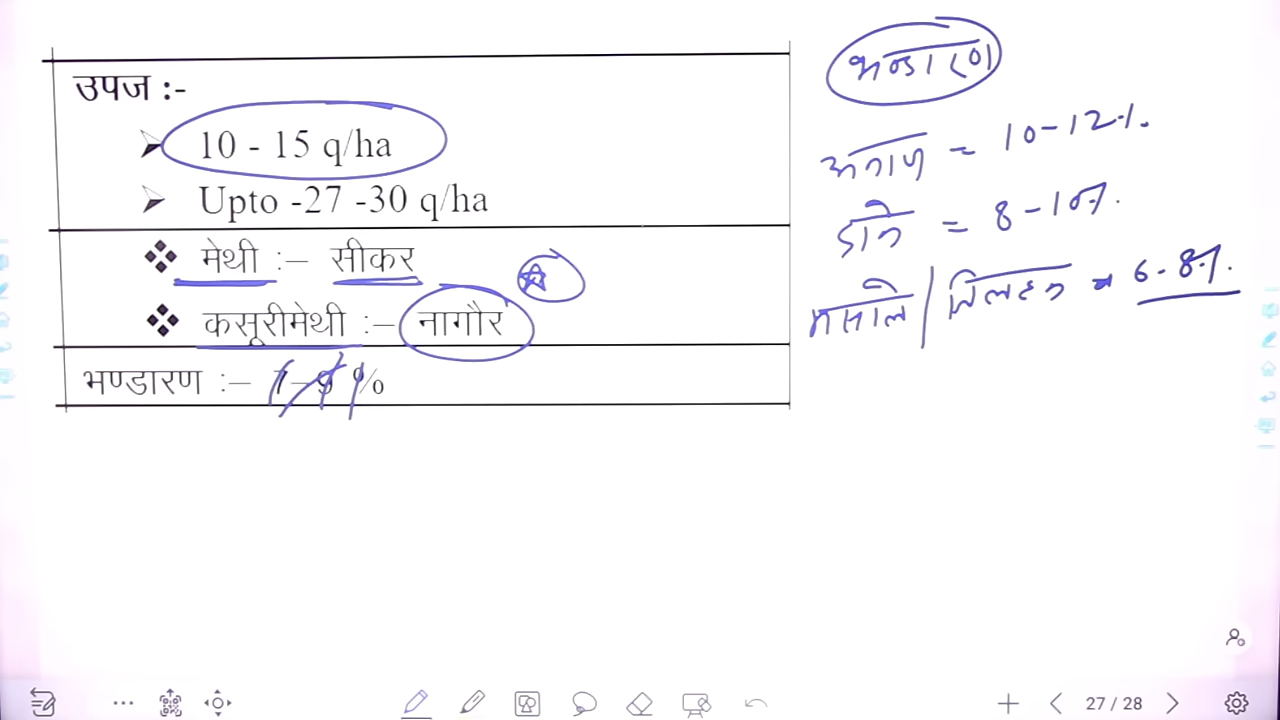 उपज :-
10 - 15 q/ha
Upto -27 -30 q/ha
मेथी :– सीकर
कसूरीमेथी :– नागौर
भण्डारण :– 7–9 %
भण्डारण
अनाज = 10-12%.
दाने = 8-10%.
मसाले / तिलहन = 6-8%.
27 / 28